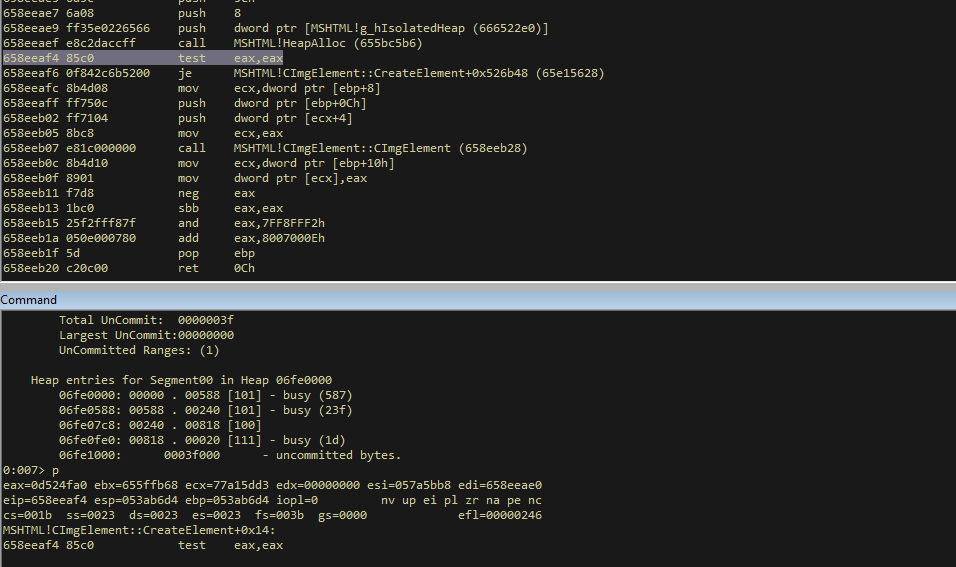 658eeae7 6a08 push 8
658eeae9 ff35e0226566 push dword ptr [MSHTML!g_hIsolatedHeap (666522e0)]
658eeaef e8c2daccff call MSHTML!HeapAlloc (655bc5b6)
658eeaf4 85c0 test eax,eax
658eeaf6 0f842c6b5200 je MSHTML!CImgElement::CreateElement+0x526b48 (65e15628)
658eeafc 8b4d08 mov ecx,dword ptr [ebp+8]
658eeaff ff750c push dword ptr [ebp+0Ch]
658eeb02 ff7104 push dword ptr [ecx+4]
658eeb05 8bc8 mov ecx,eax
658eeb07 e81c000000 call MSHTML!CImgElement::CImgElement (658eeb28)
658eeb0c 8b4d10 mov ecx,dword ptr [ebp+10h]
658eeb0f 8901 mov dword ptr [ecx],eax
658eeb11 f7d8 neg eax
658eeb13 1bc0 sbb eax,eax
658eeb15 25f2fff87f and eax,7FF8FFF2h
658eeb1a 050e000780 add eax,8007000Eh
658eeb1f 5d pop ebp
658eeb20 c20c00 ret 0Ch
Command
Total UnCommit: 0000003f
Largest UnCommit:00000000
UnCommitted Ranges: (1)
Heap entries for Segment00 in Heap 06fe0000
06fe0000: 00000 . 00588 [101] - busy (587)
06fe0588: 00588 . 00240 [101] - busy (23f)
06fe07c8: 00240 . 00818 [100]
06fe0fe0: 00818 . 00020 [111] - busy (1d)
06fe1000: 0003f000 - uncommitted bytes.
0:007> p
eax=0d524fa0 ebx=655ffb68 ecx=77a15dd3 edx=00000000 esi=057a5bb8 edi=658eeae0
eip=658eeaf4 esp=053ab6d4 ebp=053ab6d4 iopl=0 nv up ei pl zr na pe nc
cs=001b ss=0023 ds=0023 es=0023 fs=003b gs=0000 efl=00000246
MSHTML!CImgElement::CreateElement+0x14:
658eeaf4 85c0 test eax,eax